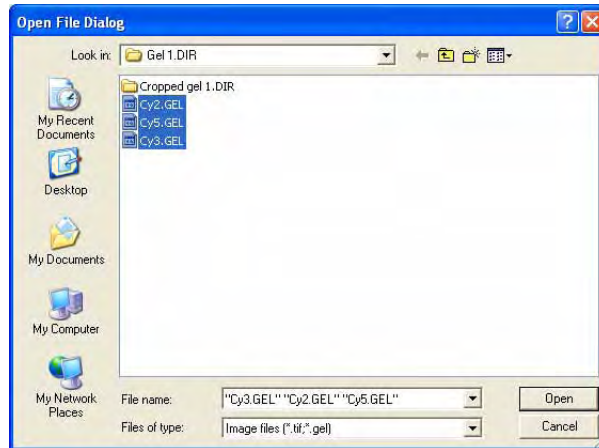 Open File Dialog
Look in: Gel 1.DIR
Cropped gel 1.DIR
Cy2.GEL
Cy5.GEL
Cy3.GEL
My Recent
Documents
Desktop
My Documents
My Computer
My Network
Places
File name: "Cy3.GEL" "Cy2.GEL" "Cy5.GEL" Open
Files of type: Image files (*.tif;*.gel) Cancel